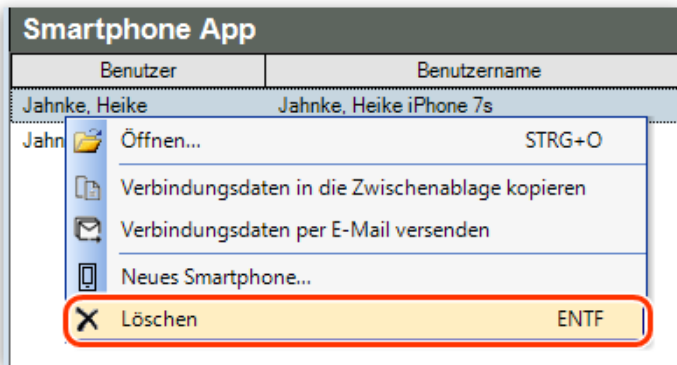 Smartphone App
Benutzer Benutzername
Jahnke, Heike Jahnke, Heike iPhone 7s
Jahn
Öffnen... STRG+O
Verbindungsdaten in die Zwischenablage kopieren
Verbindungsdaten per E-Mail versenden
Neues Smartphone...
Löschen ENTF